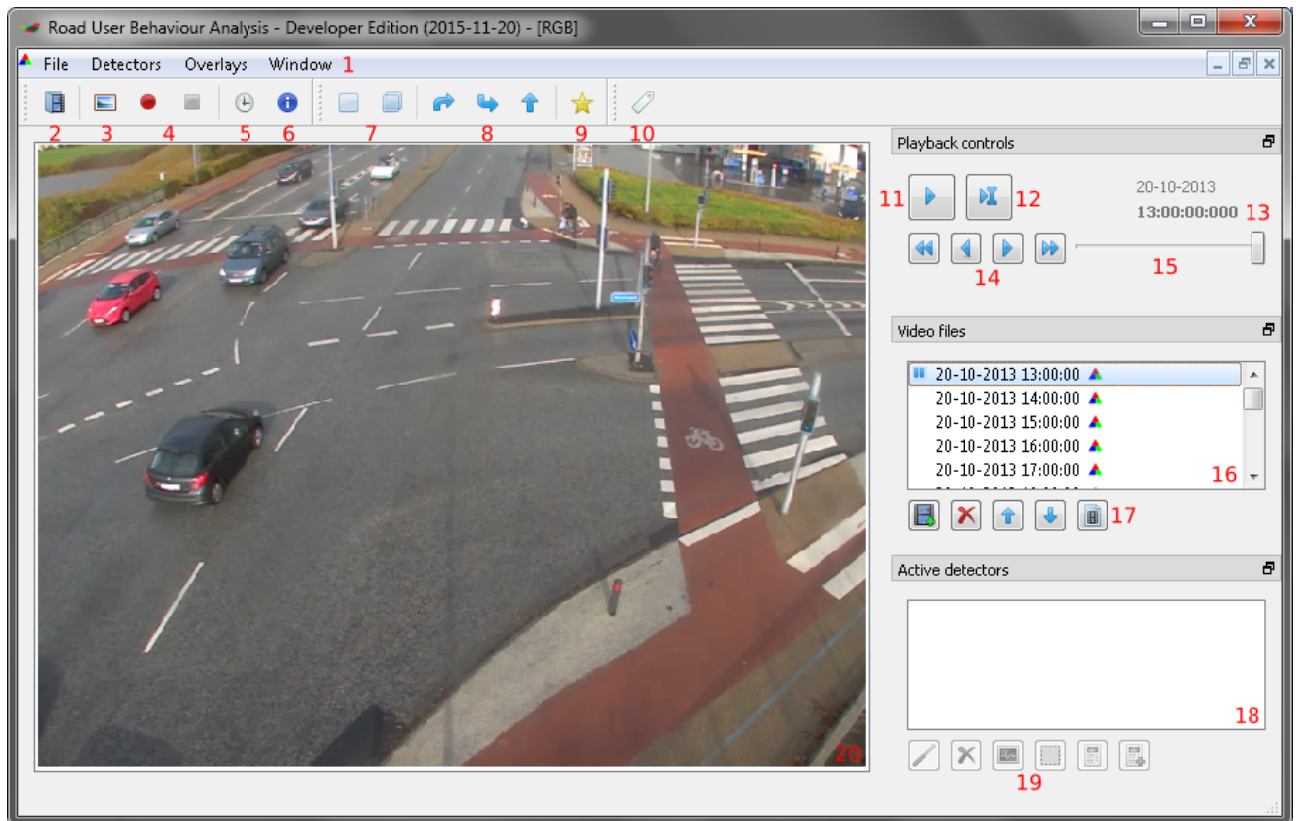 Road User Behaviour Analysis - Developer Edition (2015-11-20) - [RGB]
File Detectors Overlays Window 1
2 3 4 5 6 7 8 9 10
Playback controls
11 12
20-10-2013
13:00:00:000 13
14 15
Video files
20-10-2013 13:00:00
20-10-2013 14:00:00
20-10-2013 15:00:00
20-10-2013 16:00:00
20-10-2013 17:00:00
16
17
Active detectors
18
19
20